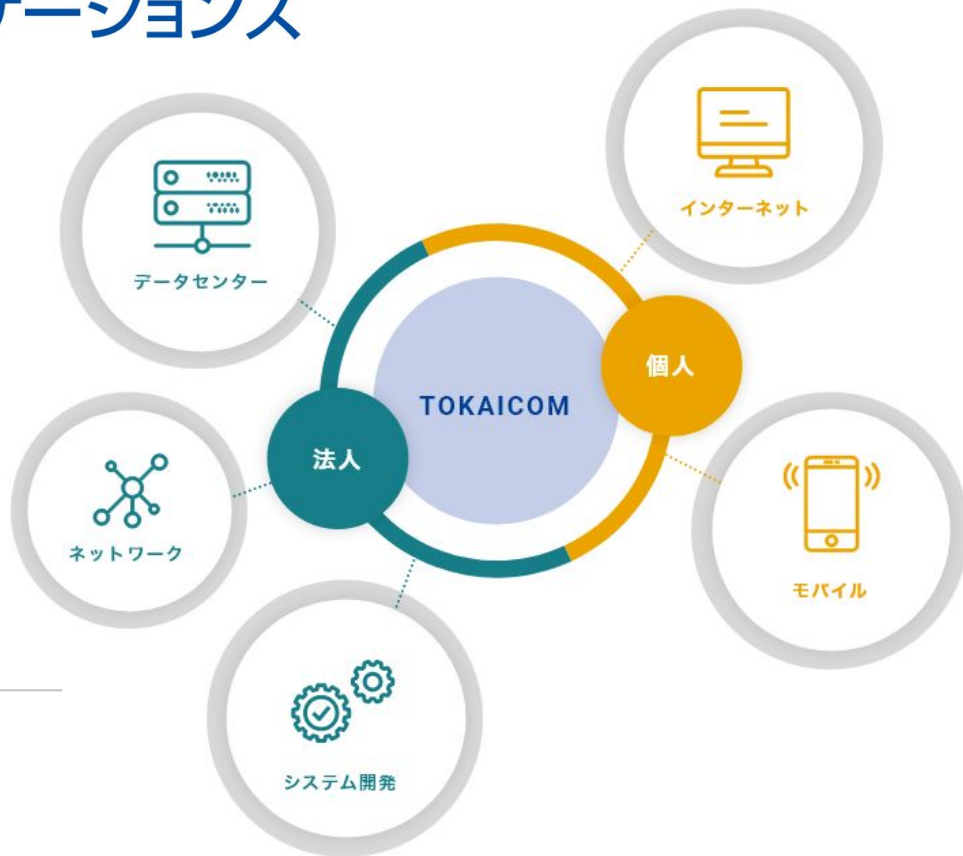 ケーションズ
インターネット
データセンター
個人
TOKAICOM
法人
ネットワーク
モバイル
システム開発